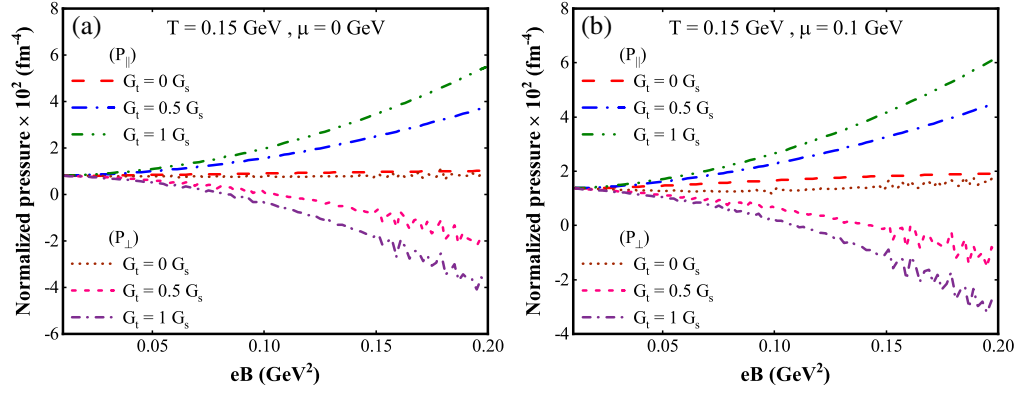 (a) T = 0.15 GeV , μ = 0 GeV
Normalized pressure × 10² (fm⁻⁴)
8
6
4
2
0
-2
-4
-6
(P∥)
Gₜ = 0 Gₛ
Gₜ = 0.5 Gₛ
Gₜ = 1 Gₛ
(P⊥)
Gₜ = 0 Gₛ
Gₜ = 0.5 Gₛ
Gₜ = 1 Gₛ
0.05 0.10 0.15 0.20
eB (GeV²)
(b) T = 0.15 GeV , μ = 0.1 GeV
Normalized pressure × 10² (fm⁻⁴)
8
6
4
2
0
-2
-4
(P∥)
Gₜ = 0 Gₛ
Gₜ = 0.5 Gₛ
Gₜ = 1 Gₛ
(P⊥)
Gₜ = 0 Gₛ
Gₜ = 0.5 Gₛ
Gₜ = 1 Gₛ
0.05 0.10 0.15 0.20
eB (GeV²)